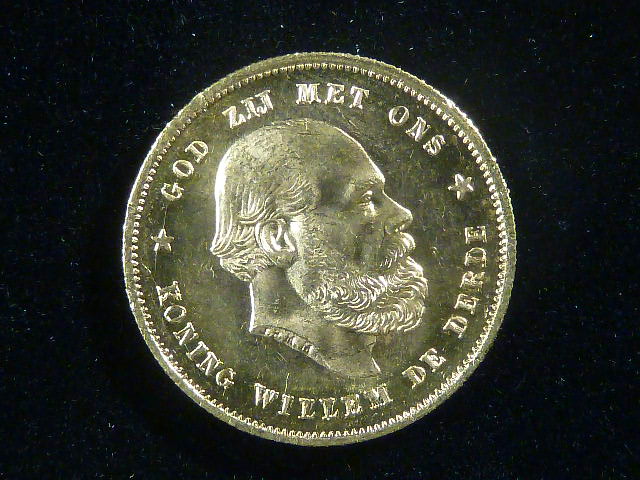 GOD ZIJ MET ONS
KONING WILLEM DE DERDE